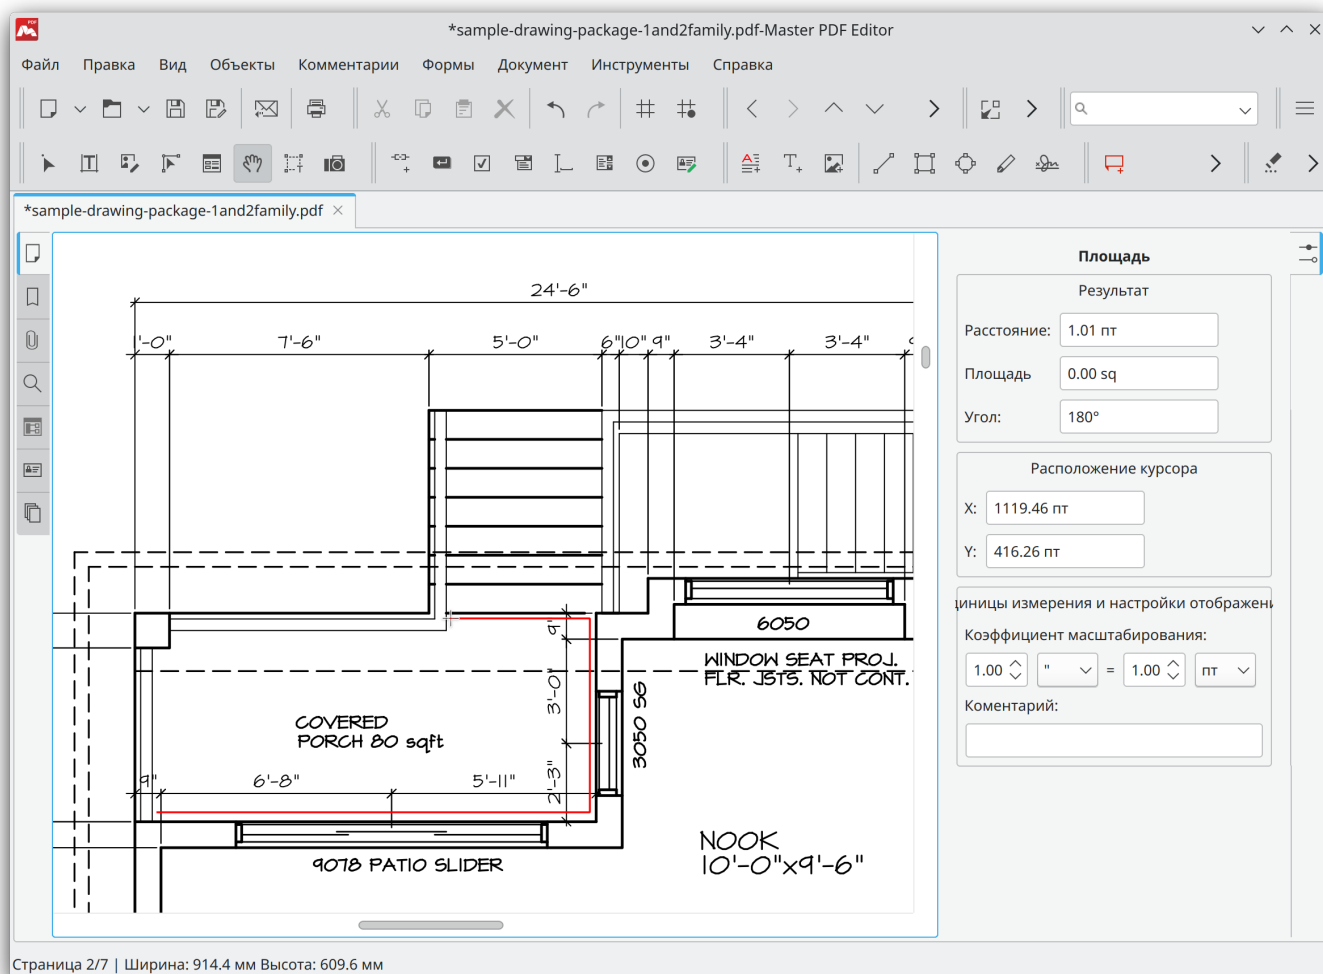 *sample-drawing-package-1and2family.pdf-Master PDF Editor
Файл Правка Вид Объекты Комментарии Формы Документ Инструменты Справка
*sample-drawing-package-1and2family.pdf
24'-6"
'-0" 7'-6" 5'-0" 6" 10" 9" 3'-4" 3'-4"
6050
WINDOW SEAT PROJ.
FLR. JSTS. NOT CONT.
9"
3'-0"
2'-3"
3050 SG
COVERED
PORCH 80 sqft
9" 6'-8" 5'-11"
NOOK
10'-0"x9'-6"
9078 PATIO SLIDER
Площадь
Результат
Расстояние: 1.01 пт
Площадь 0.00 sq
Угол: 180°
Расположение курсора
X: 1119.46 пт
Y: 416.26 пт
диницы измерения и настройки отображени
Коэффициент масштабирования:
1.00 " = 1.00 пт
Коментарий:
Страница 2/7 | Ширина: 914.4 мм Высота: 609.6 мм